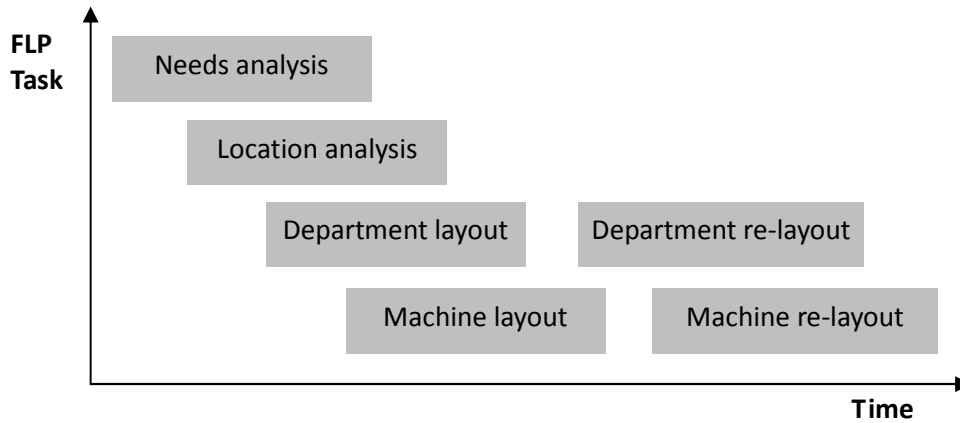 FLP
Task
Needs analysis
Location analysis
Department layout
Department re-layout
Machine layout
Machine re-layout
Time